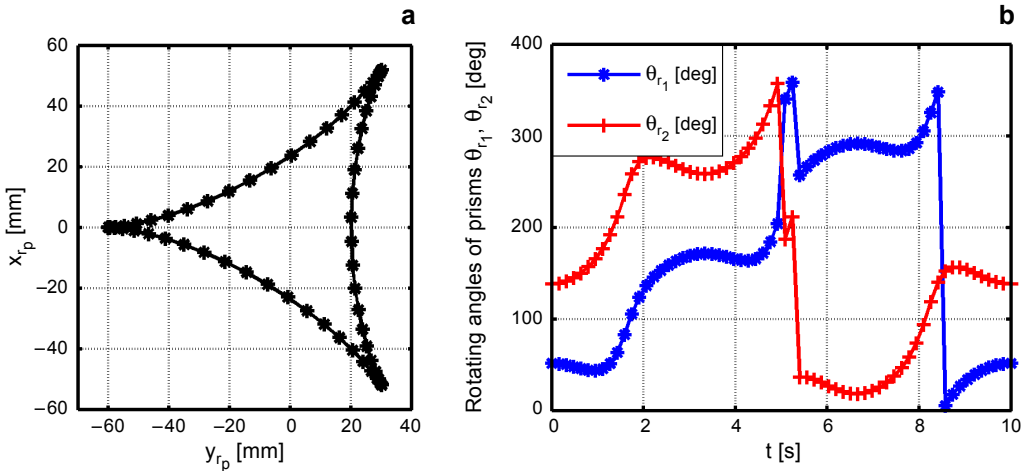 a
60
40
20
0
−20
−40
−60
−60 −40 −20 0 20 40
x_{r_p} [mm]
y_{r_p} [mm]
b
400
300
200
100
0
0 2 4 6 8 10
Rotating angles of prisms θ_{r_1}, θ_{r_2} [deg]
θ_{r_1} [deg]
θ_{r_2} [deg]
t [s]